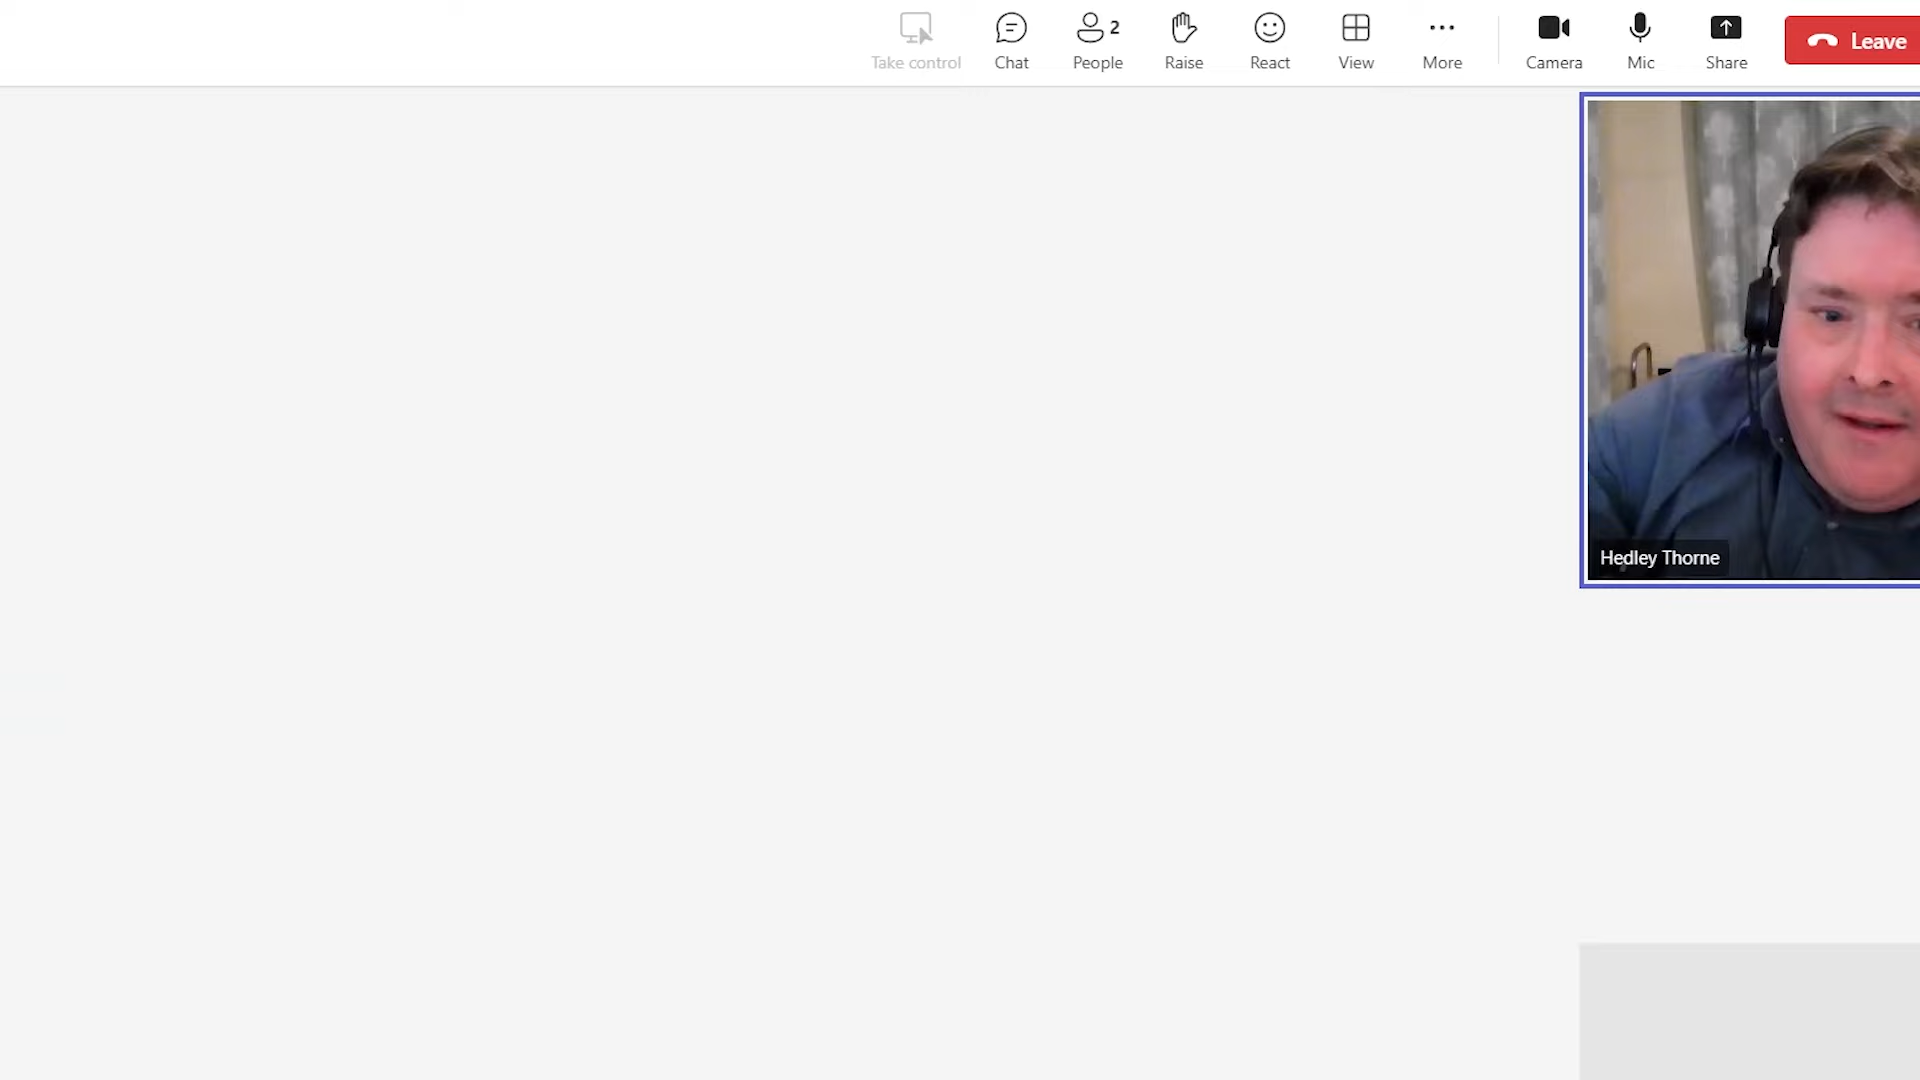 Take control
Chat
2
People
Raise
React
View
More
Camera
Mic
Share
Leave
Hedley Thorne